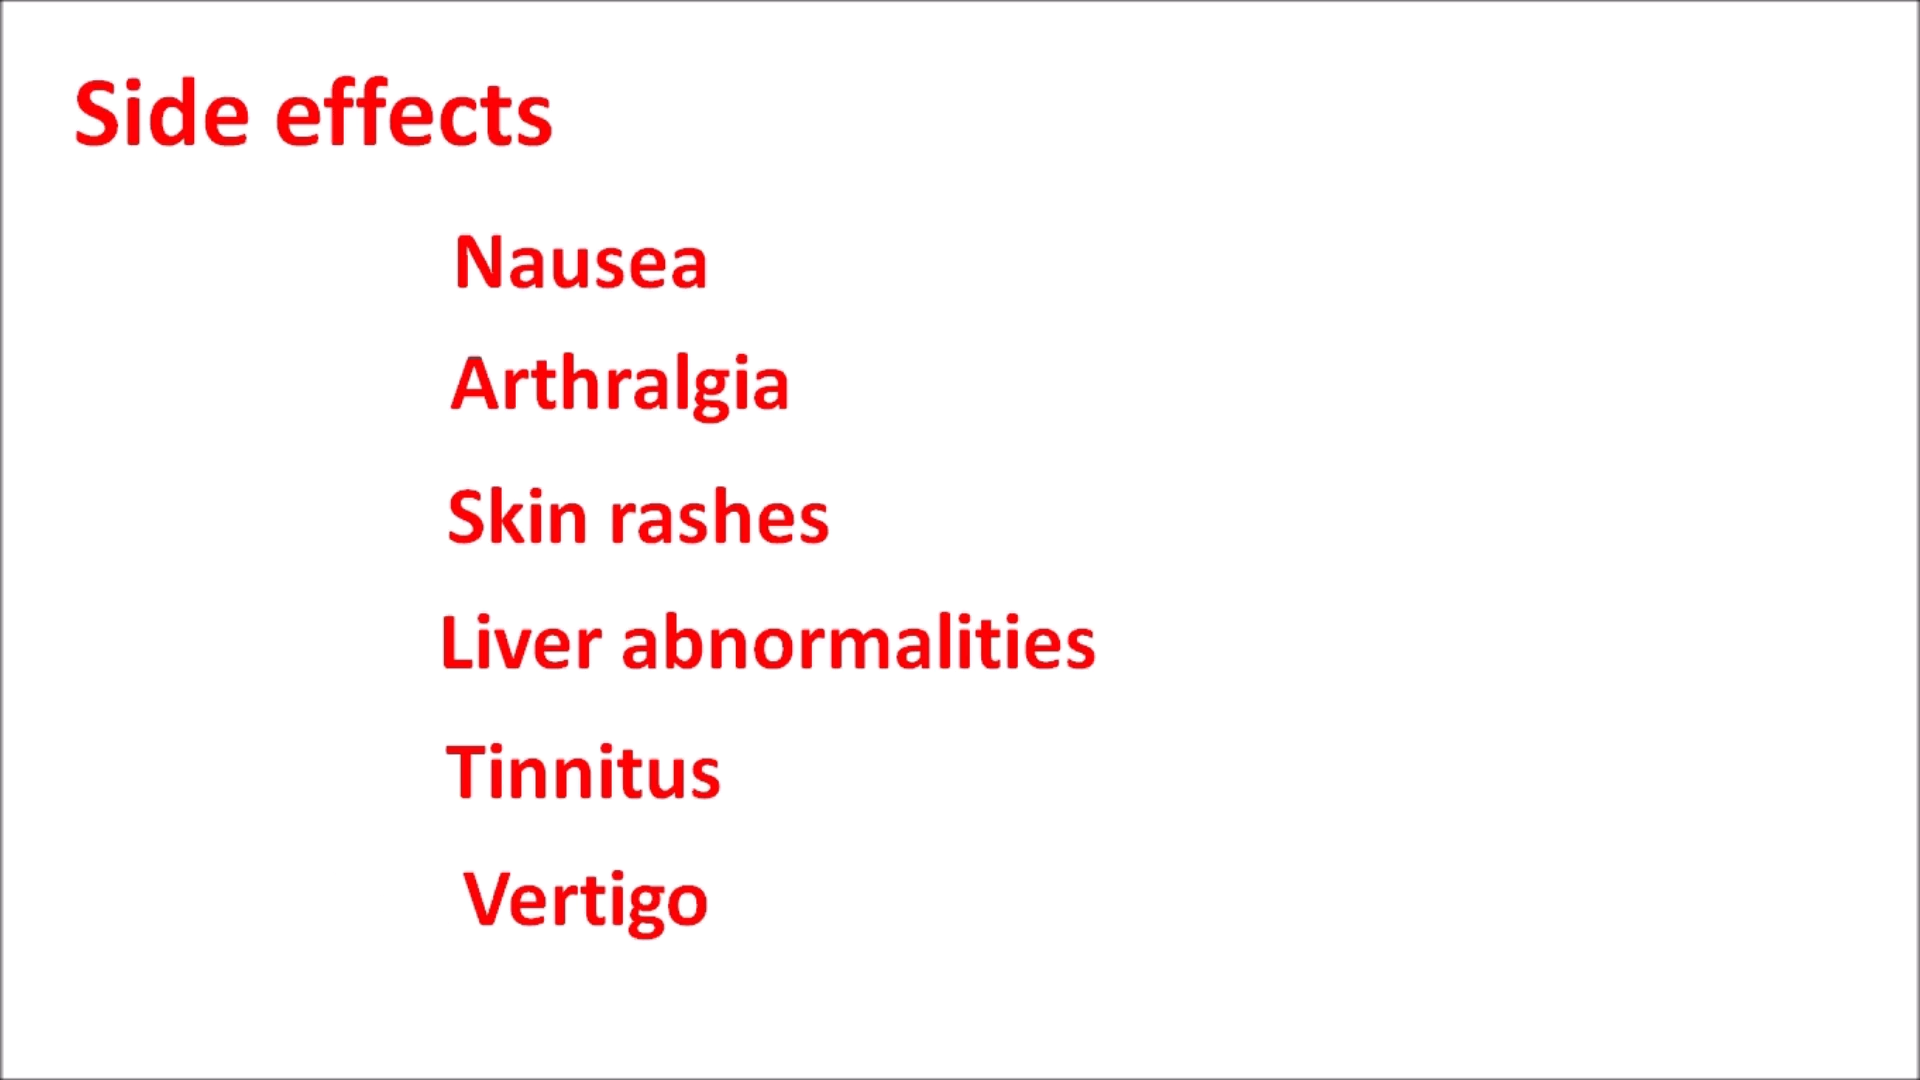 Side effects
Nausea
Arthralgia
Skin rashes
Liver abnormalities
Tinnitus
Vertigo